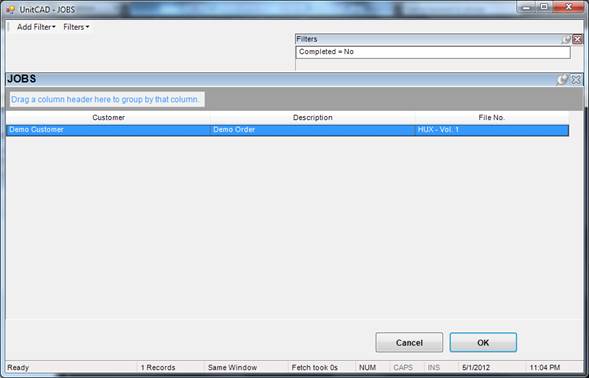 UnitCAD - JOBS
Add Filter Filters
Filters
Completed = No
JOBS
Drag a column header here to group by that column.
Customer Description File No.
Demo Customer Demo Order HUX - Vol. 1
Cancel OK
Ready 1 Records Same Window Fetch took 0s NUM CAPS INS 5/1/2012 11:04 PM